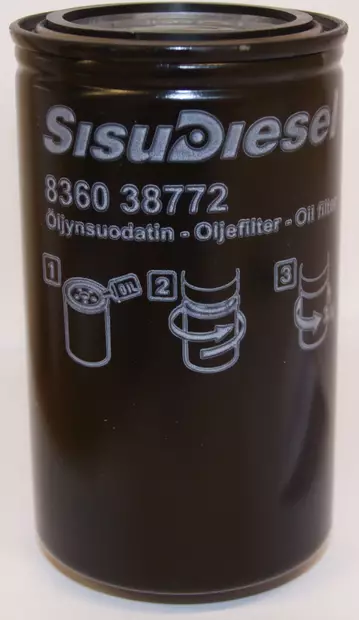 SisuDiesel
8360 38772
Öljynsuodatin - Oljefilter - Oil filter
1 OIL 2 3